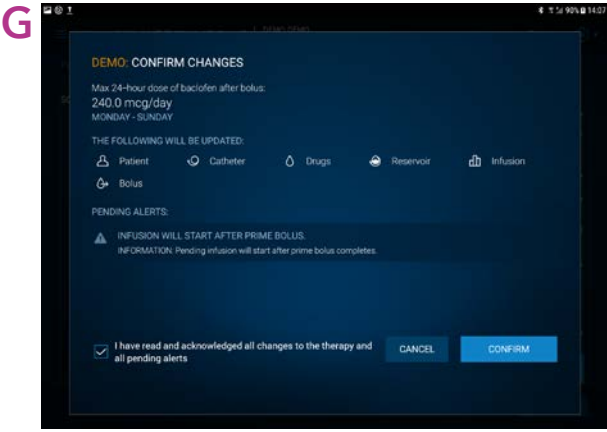 G
90% 14:07
DEMO: CONFIRM CHANGES
Max 24-hour dose of baclofen after bolus:
240.0 mcg/day
MONDAY - SUNDAY
THE FOLLOWING WILL BE UPDATED:
Patient Catheter Drugs Reservoir Infusion
Bolus
PENDING ALERTS:
INFUSION WILL START AFTER PRIME BOLUS.
INFORMATION: Pending infusion will start after prime bolus completes.
I have read and acknowledged all changes to the therapy and
all pending alerts
CANCEL CONFIRM